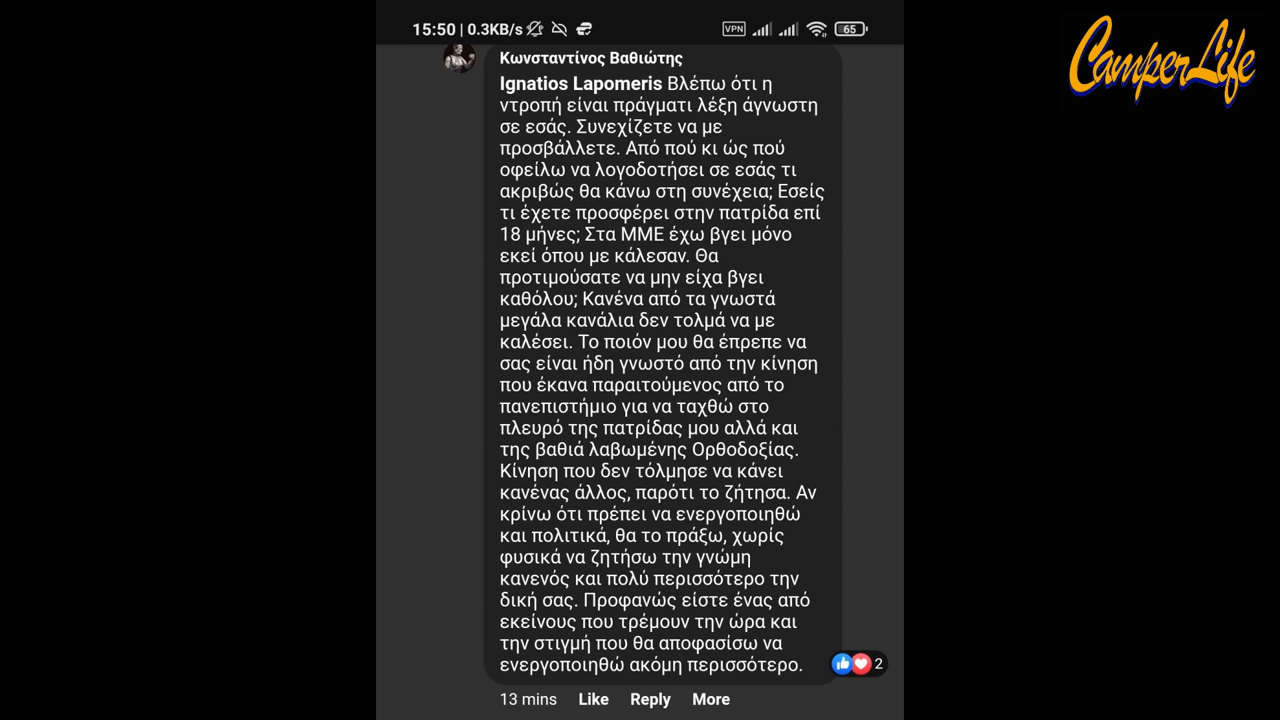 15:50 | 0.3KB/s
VPN
65
CamperLife
Κωνσταντίνος Βαθιώτης
Ignatios Lapomeris Βλέπω ότι η
ντροπή είναι πράγματι λέξη άγνωστη
σε εσάς. Συνεχίζετε να με
προσβάλλετε. Από πού κι ώς πού
οφείλω να λογοδοτήσει σε εσάς τι
ακριβώς θα κάνω στη συνέχεια; Εσείς
τι έχετε προσφέρει στην πατρίδα επί
18 μήνες; Στα ΜΜΕ έχω βγει μόνο
εκεί όπου με κάλεσαν. Θα
προτιμούσατε να μην είχα βγει
καθόλου; Κανένα από τα γνωστά
μεγάλα κανάλια δεν τολμά να με
καλέσει. Το ποιόν μου θα έπρεπε να
σας είναι ήδη γνωστό από την κίνηση
που έκανα παραιτούμενος από το
πανεπιστήμιο για να ταχθώ στο
πλευρό της πατρίδας μου αλλά και
της βαθιά λαβωμένης Ορθοδοξίας.
Κίνηση που δεν τόλμησε να κάνει
κανένας άλλος, παρότι το ζήτησα. Αν
κρίνω ότι πρέπει να ενεργοποιηθώ
και πολιτικά, θα το πράξω, χωρίς
φυσικά να ζητήσω την γνώμη
κανενός και πολύ περισσότερο την
δική σας. Προφανώς είστε ένας από
εκείνους που τρέμουν την ώρα και
την στιγμή που θα αποφασίσω να
ενεργοποιηθώ ακόμη περισσότερο.
2
13 mins Like Reply More